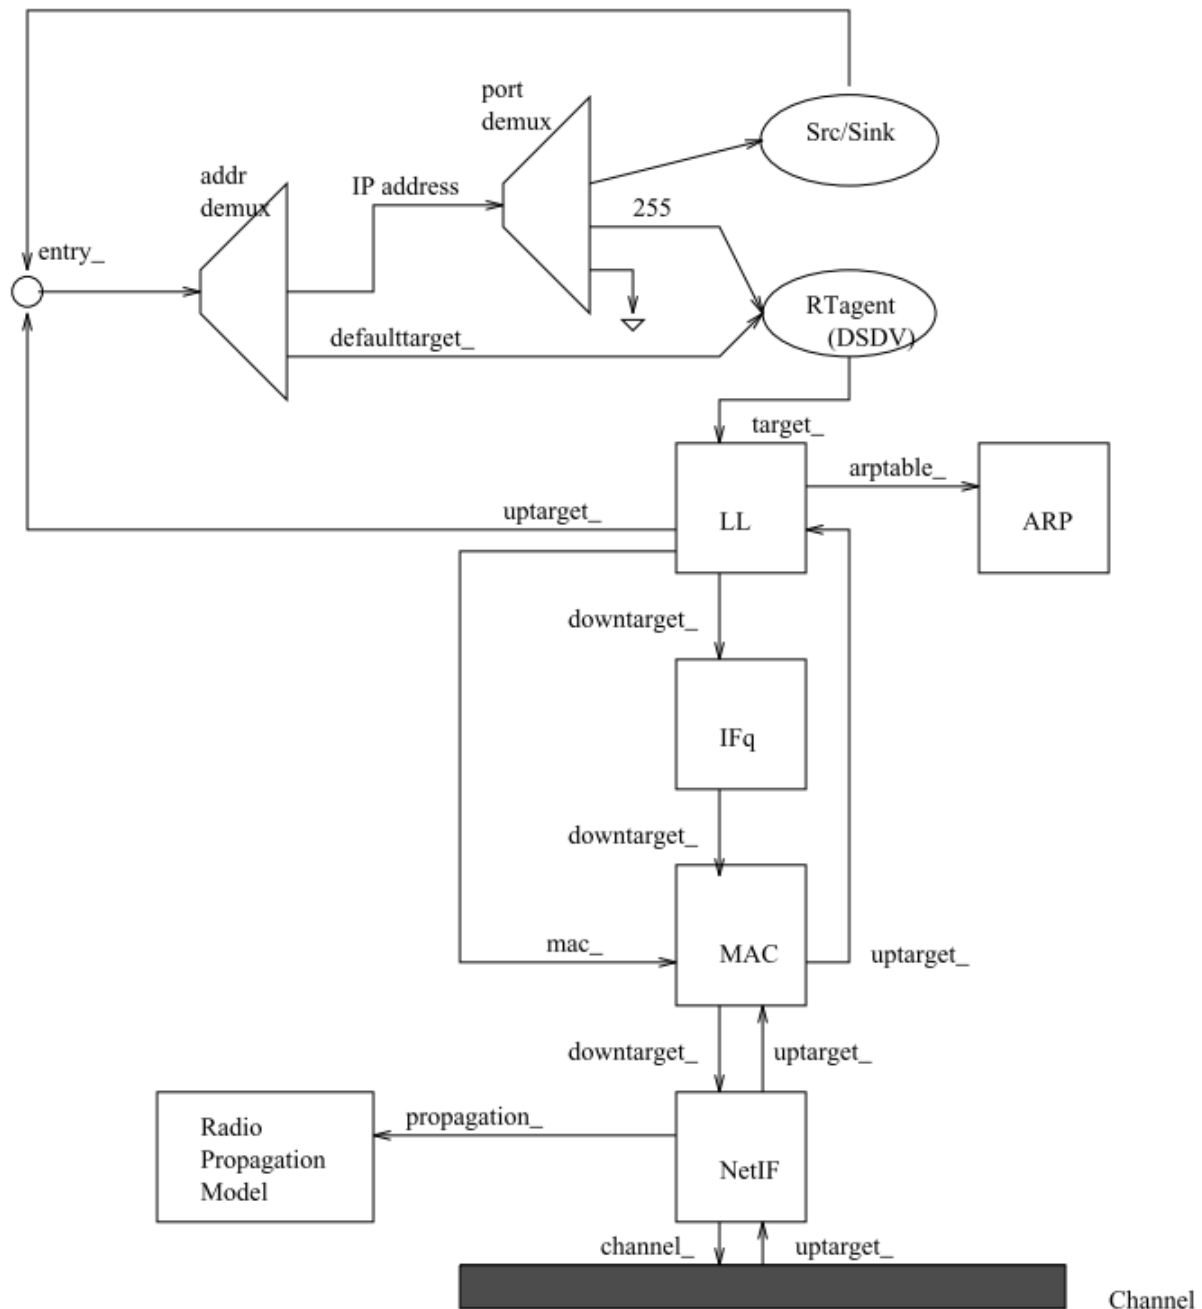 port
demux
Src/Sink
addr
demux
IP address
255
entry_
RTagent
(DSDV)
defaulttarget_
target_
arptable_
uptarget_
LL
ARP
downtarget_
IFq
downtarget_
mac_
MAC
uptarget_
downtarget_
uptarget_
propagation_
Radio
Propagation
Model
NetIF
channel_
uptarget_
Channel